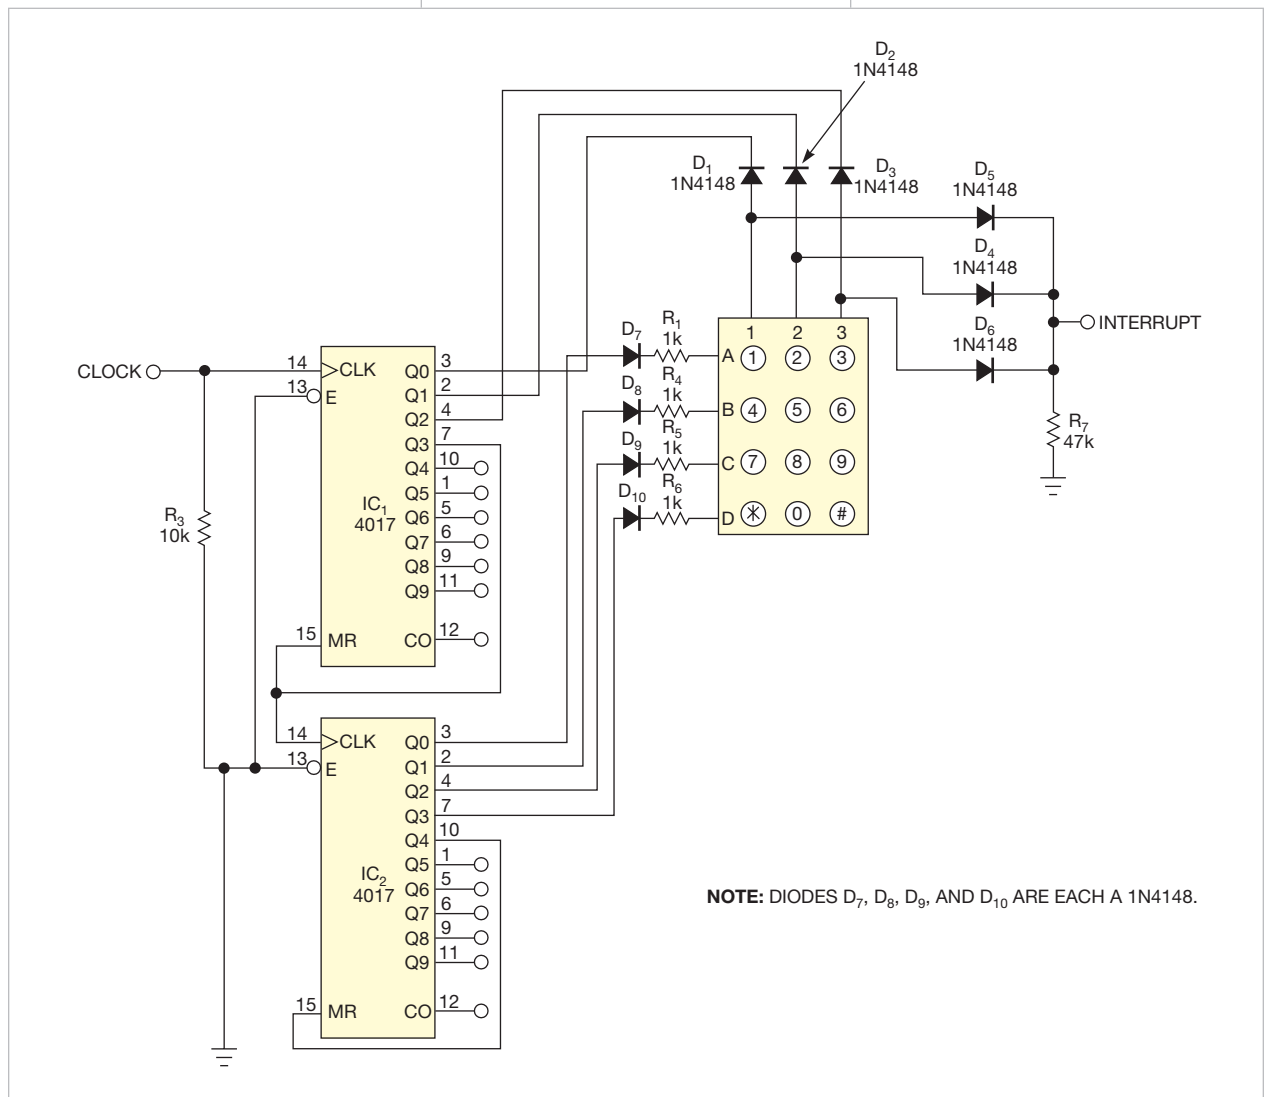 D2
1N4148
D1
1N4148
D3
1N4148
D5
1N4148
D4
1N4148
D6
1N4148
INTERRUPT
R7
47k
D7
R1
1k
D8
R4
1k
D9
R5
1k
D10
R6
1k
1 2 3
A 1 2 3
B 4 5 6
C 7 8 9
D * 0 #
CLOCK
R3
10k
14 CLK Q0 3
13 E Q1 2
Q2 4
Q3 7
Q4 10
Q5 1
IC1
4017
Q6 5
Q7 6
Q8 9
Q9 11
15 MR CO 12
14 CLK Q0 3
13 E Q1 2
Q2 4
Q3 7
Q4 10
Q5 1
IC2
4017
Q6 5
Q7 6
Q8 9
Q9 11
15 MR CO 12
NOTE: DIODES D7, D8, D9, AND D10 ARE EACH A 1N4148.